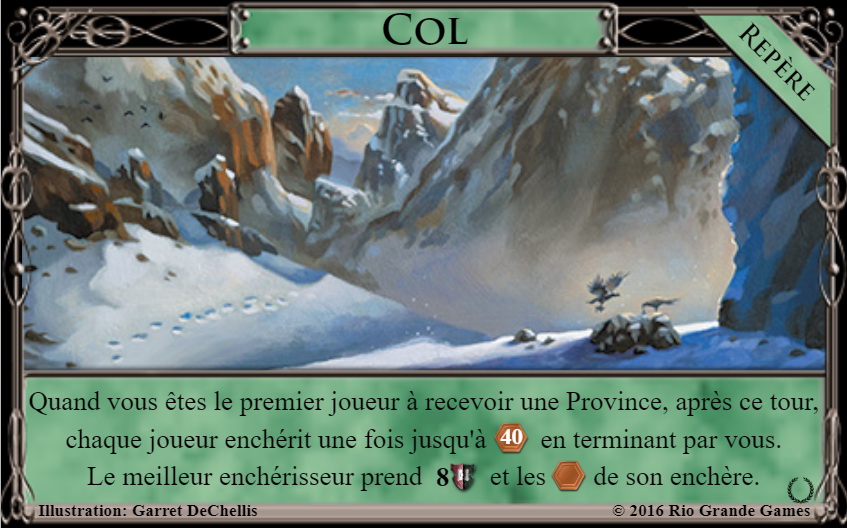 Col
Repère
Quand vous êtes le premier joueur à recevoir une Province, après ce tour,
chaque joueur enchérit une fois jusqu'à 40 en terminant par vous.
Le meilleur enchérisseur prend 8 et les de son enchère.
Illustration: Garret DeChellis
© 2016 Rio Grande Games